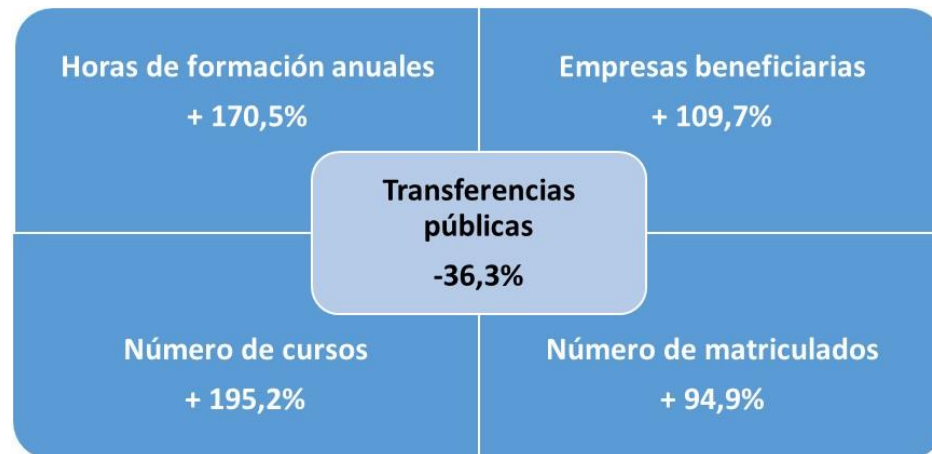 Horas de formación anuales
+ 170,5%
Empresas beneficiarias
+ 109,7%
Transferencias
públicas
-36,3%
Número de cursos
+ 195,2%
Número de matriculados
+ 94,9%